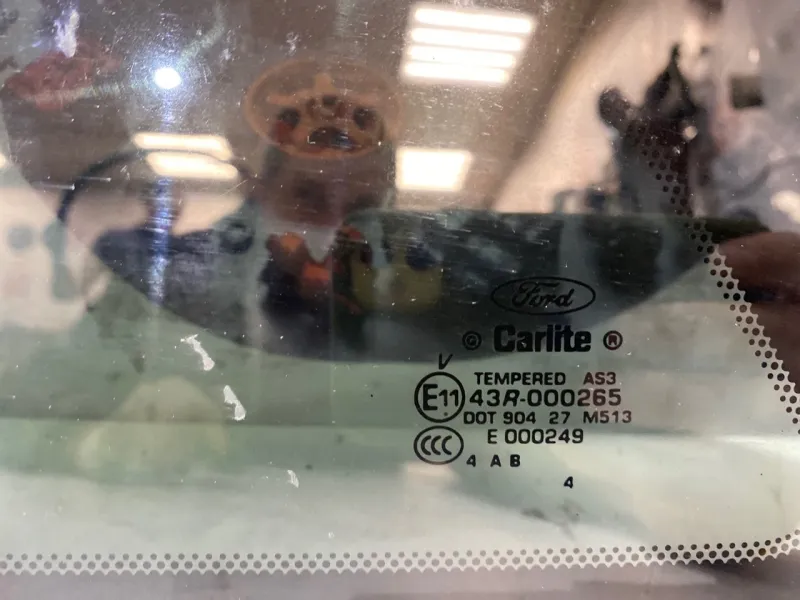 Ford
© Carlite ®
V
TEMPERED AS3
E11 43R-000265
DOT 904 27 M513
CCC E 000249
4 A B
4